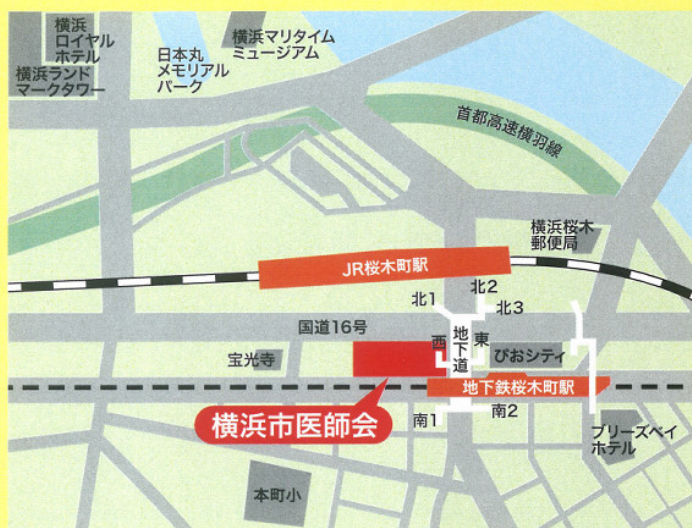 横浜
ロイヤル
ホテル
横浜ランド
マークタワー
日本丸
メモリアル
パーク
横浜マリタイム
ミュージアム
首都高速横羽線
横浜桜木
郵便局
JR桜木町駅
北2
北1
北3
国道16号
西
地下道
東
宝光寺
ぴおシティ
地下鉄桜木町駅
横浜市医師会
南1
南2
ブリーズベイ
ホテル
本町小